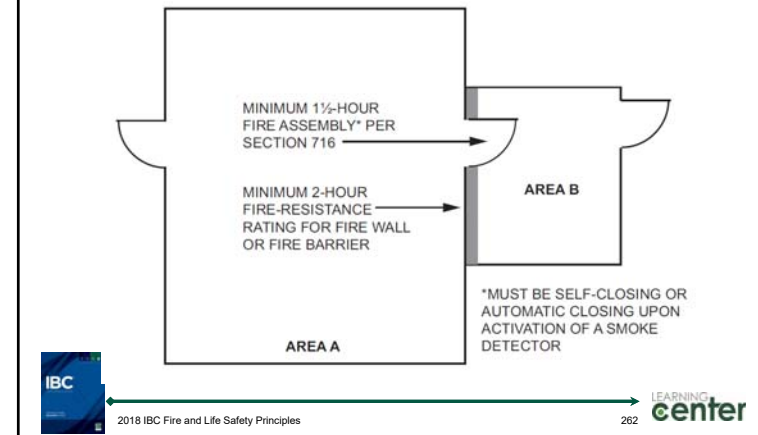 MINIMUM 1½-HOUR
FIRE ASSEMBLY* PER
SECTION 716
MINIMUM 2-HOUR
FIRE-RESISTANCE
RATING FOR FIRE WALL
OR FIRE BARRIER
AREA B
*MUST BE SELF-CLOSING OR
AUTOMATIC CLOSING UPON
ACTIVATION OF A SMOKE
DETECTOR
AREA A
IBC
2018 IBC Fire and Life Safety Principles
262
LEARNING
center